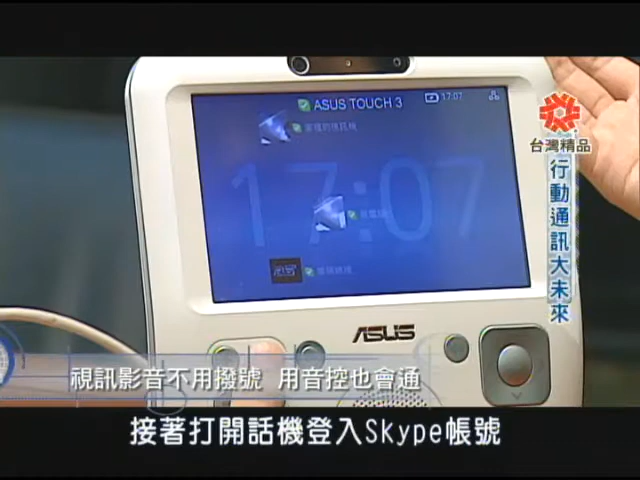 ASUS TOUCH 3
17:07
17:07
台灣精品
行動通訊大未來
ASUS
視訊影音不用撥號 用音控也會通
接著打開話機登入Skype帳號